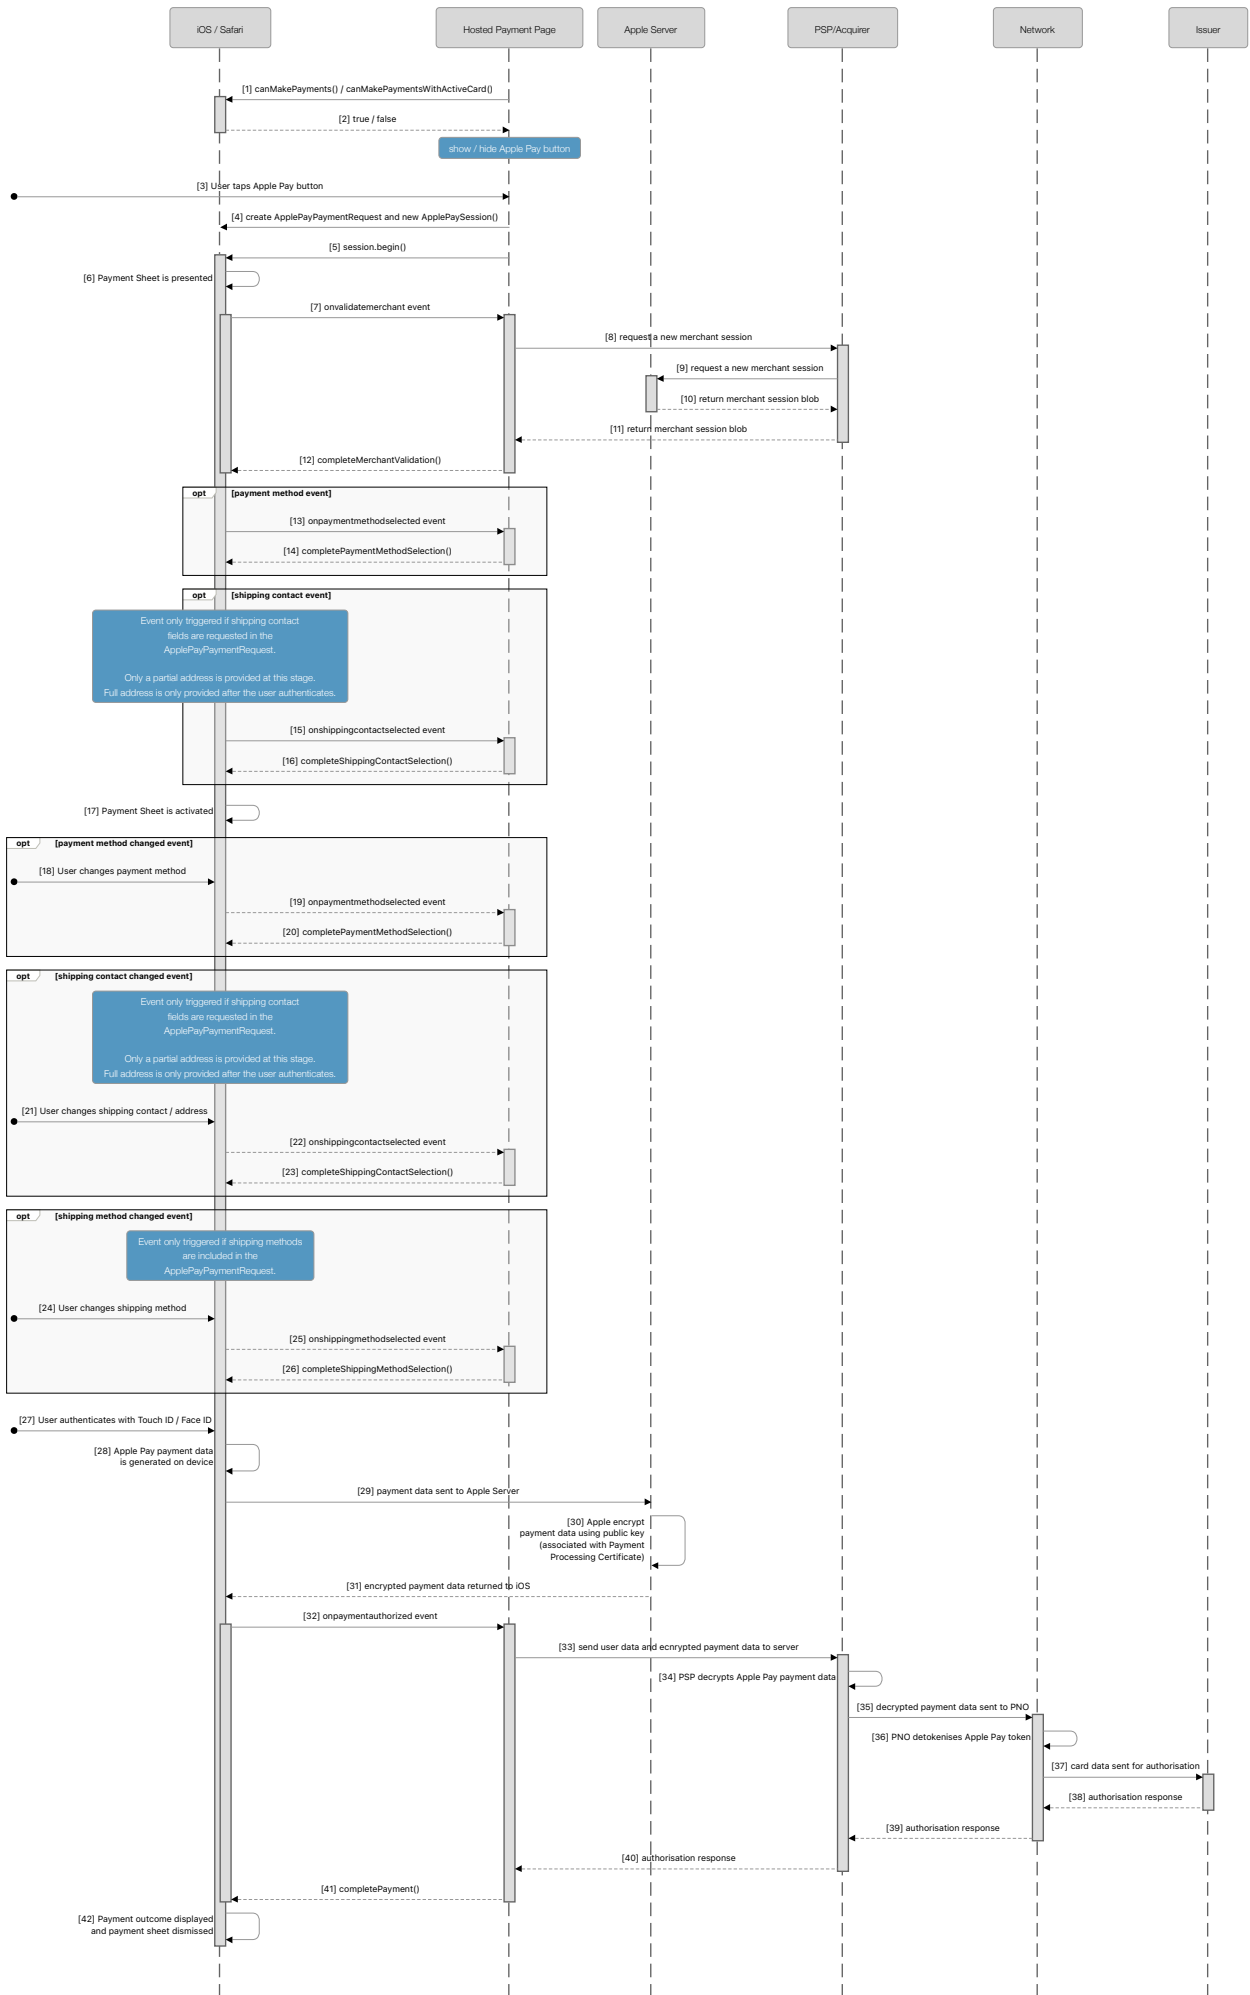 iOS / Safari
Hosted Payment Page
Apple Server
PSP/Acquirer
Network
Issuer
[1] canMakePayments() / canMakePaymentsWithActiveCard()
[2] true / false
show / hide Apple Pay button
[3] User taps Apple Pay button
[4] create ApplePayPaymentRequest and new ApplePaySession()
[5] session.begin()
[6] Payment Sheet is presented
[7] onvalidatemerchant event
[8] request a new merchant session
[9] request a new merchant session
[10] return merchant session blob
[11] return merchant session blob
[12] completeMerchantValidation()
opt [payment method event]
[13] onpaymentmethodselected event
[14] completePaymentMethodSelection()
opt [shipping contact event]
Event only triggered if shipping contact
fields are requested in the
ApplePayPaymentRequest.
Only a partial address is provided at this stage.
Full address is only provided after the user authenticates.
[15] onshippingcontactselected event
[16] completeShippingContactSelection()
[17] Payment Sheet is activated
opt [payment method changed event]
[18] User changes payment method
[19] onpaymentmethodselected event
[20] completePaymentMethodSelection()
opt [shipping contact changed event]
Event only triggered if shipping contact
fields are requested in the
ApplePayPaymentRequest.
Only a partial address is provided at this stage.
Full address is only provided after the user authenticates.
[21] User changes shipping contact / address
[22] onshippingcontactselected event
[23] completeShippingContactSelection()
opt [shipping method changed event]
Event only triggered if shipping methods
are included in the
ApplePayPaymentRequest.
[24] User changes shipping method
[25] onshippingmethodselected event
[26] completeShippingMethodSelection()
[27] User authenticates with Touch ID / Face ID
[28] Apple Pay payment data
is generated on device
[29] payment data sent to Apple Server
[30] Apple encrypt
payment data using public key
(associated with Payment
Processing Certificate)
[31] encrypted payment data returned to iOS
[32] onpaymentauthorized event
[33] send user data and ecnrypted payment data to server
[34] PSP decrypts Apple Pay payment data
[35] decrypted payment data sent to PNO
[36] PNO detokenises Apple Pay token
[37] card data sent for authorisation
[38] authorisation response
[39] authorisation response
[40] authorisation response
[41] completePayment()
[42] Payment outcome displayed
and payment sheet dismissed